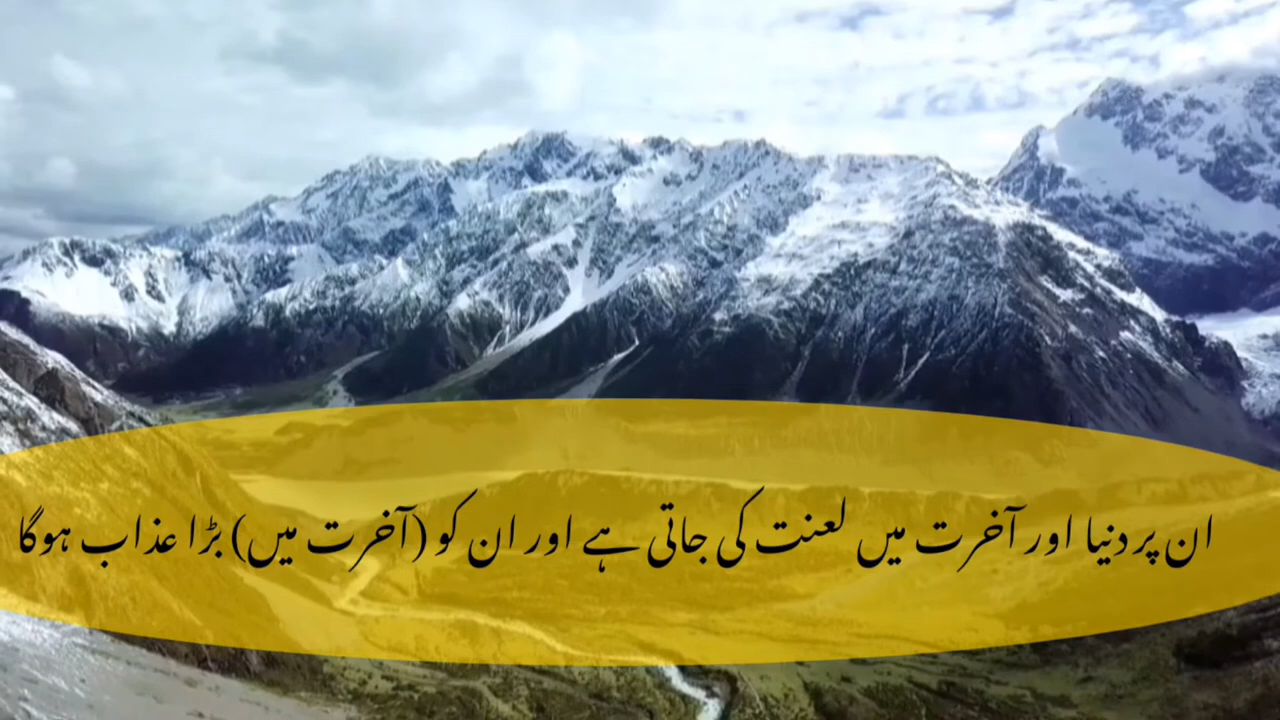 ان پر دنیا اور آخرت میں لعنت کی جاتی ہے اور ان کو (آخرت میں) بڑا عذاب ہوگا